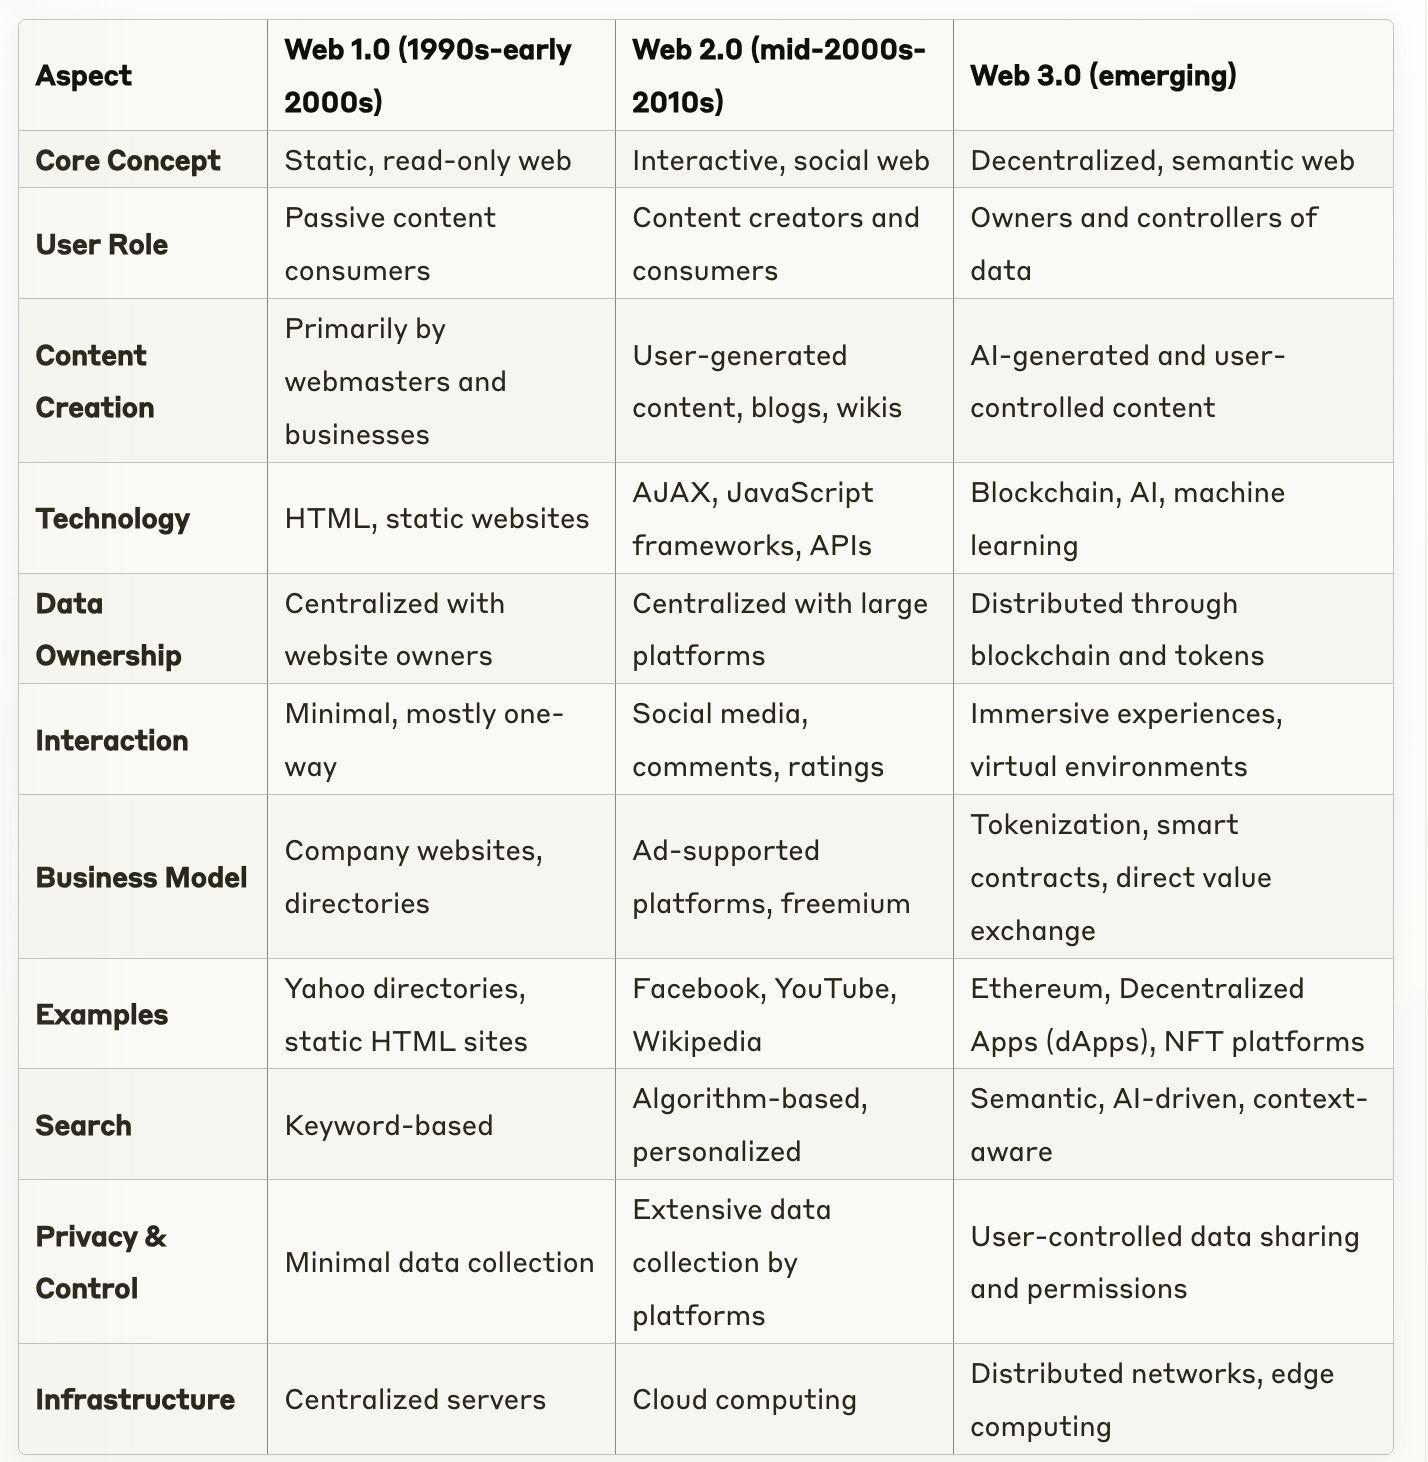 Aspect
Web 1.0 (1990s-early
2000s)
Web 2.0 (mid-2000s-
2010s)
Web 3.0 (emerging)
Core Concept
Static, read-only web
Interactive, social web
Decentralized, semantic web
User Role
Passive content
consumers
Content creators and
consumers
Owners and controllers of
data
Content
Creation
Primarily by
webmasters and
businesses
User-generated
content, blogs, wikis
AI-generated and user-
controlled content
Technology
HTML, static websites
AJAX, JavaScript
frameworks, APIs
Blockchain, AI, machine
learning
Data
Ownership
Centralized with
website owners
Centralized with large
platforms
Distributed through
blockchain and tokens
Interaction
Minimal, mostly one-
way
Social media,
comments, ratings
Immersive experiences,
virtual environments
Business Model
Company websites,
directories
Ad-supported
platforms, freemium
Tokenization, smart
contracts, direct value
exchange
Examples
Yahoo directories,
static HTML sites
Facebook, YouTube,
Wikipedia
Ethereum, Decentralized
Apps (dApps), NFT platforms
Search
Keyword-based
Algorithm-based,
personalized
Semantic, AI-driven, context-
aware
Privacy &
Control
Minimal data collection
Extensive data
collection by
platforms
User-controlled data sharing
and permissions
Infrastructure
Centralized servers
Cloud computing
Distributed networks, edge
computing